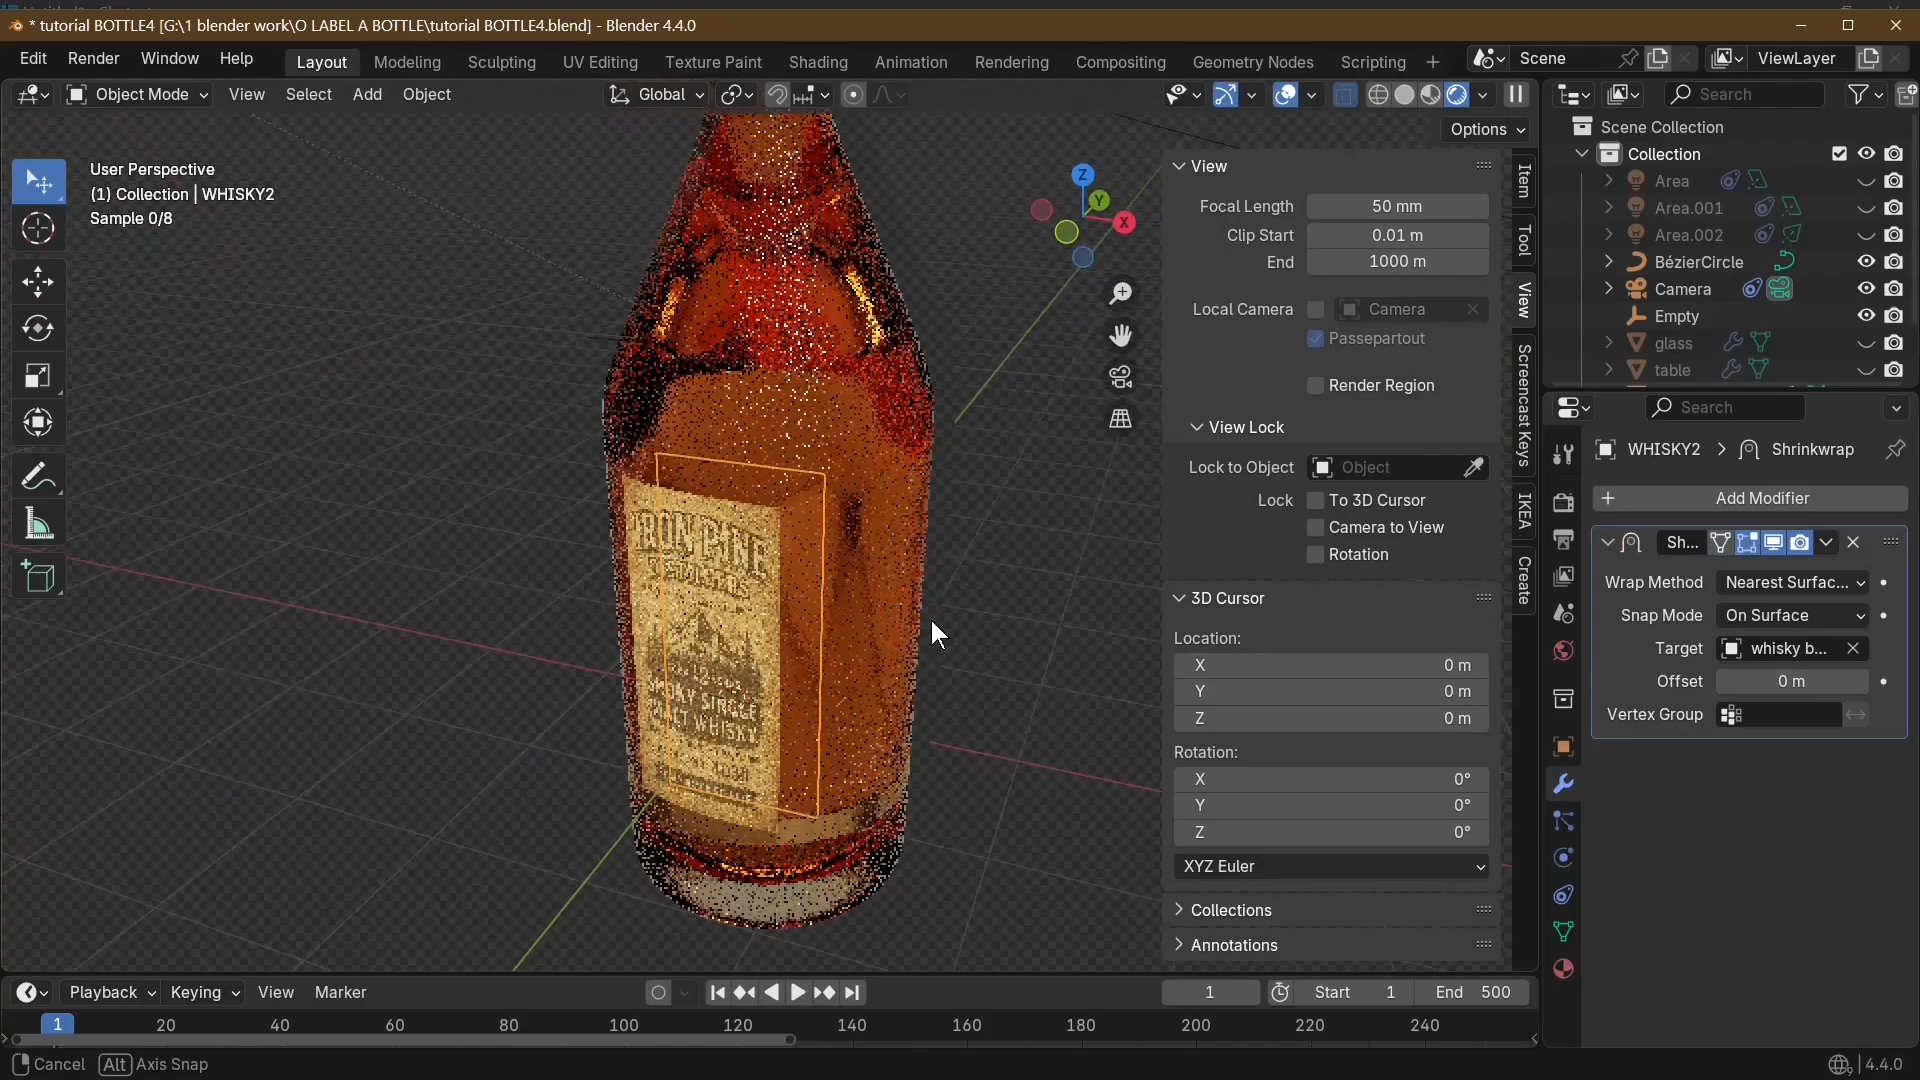 * tutorial BOTTLE4 [G:\1 blender work\O LABEL A BOTTLE\tutorial BOTTLE4.blend] - Blender 4.4.0
Edit Render Window Help Layout Modeling Sculpting UV Editing Texture Paint Shading Animation Rendering Compositing Geometry Nodes Scripting + Scene ViewLayer
Object Mode View Select Add Object Global Search
Options
User Perspective
(1) Collection | WHISKY2
Sample 0/8
Z
Y
X
SMOKY SINGLE
MALT WHISKY
View
Focal Length 50 mm
Clip Start 0.01 m
End 1000 m
Local Camera Camera
Passepartout
Render Region
View Lock
Lock to Object Object
Lock To 3D Cursor
Camera to View
Rotation
3D Cursor
Location:
X 0 m
Y 0 m
Z 0 m
Rotation:
X 0°
Y 0°
Z 0°
XYZ Euler
Collections
Annotations
Item
Tool
View
Screencast Keys
IKEA
Create
Scene Collection
Collection
Area
Area.001
Area.002
BézierCircle
Camera
Empty
glass
table
Search
WHISKY2 > Shrinkwrap
+ Add Modifier
Sh...
Wrap Method Nearest Surfac...
Snap Mode On Surface
Target whisky b...
Offset 0 m
Vertex Group
Playback Keying View Marker 1 Start 1 End 500
1 20 40 60 80 100 120 140 160 180 200 220 240
Cancel Alt Axis Snap 4.4.0